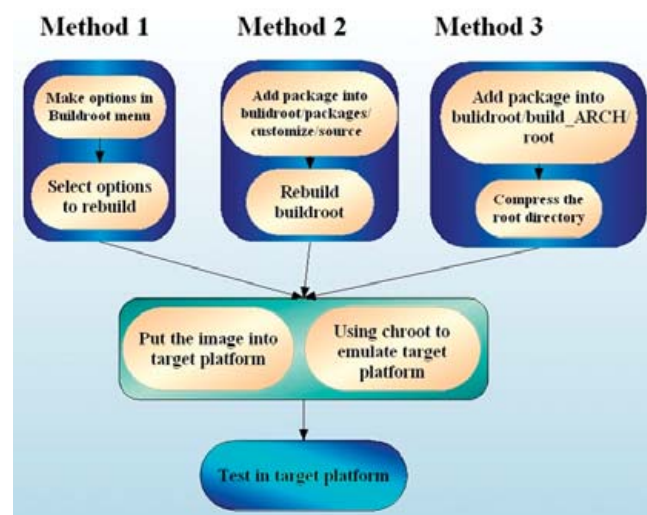 Method 1
Method 2
Method 3
Make options in
Buildroot menu
Select options
to rebuild
Add package into
bulidroot/packages/
customize/source
Rebuild
buildroot
Add package into
bulidroot/build_ARCH/
root
Compress the
root directory
Put the image into
target platform
Using chroot to
emulate target
platform
Test in target platform